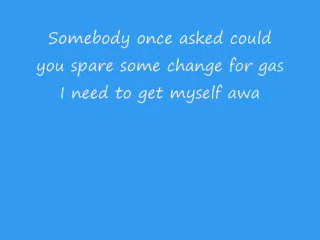 Somebody once asked could
you spare some change for gas
I need to get myself awa